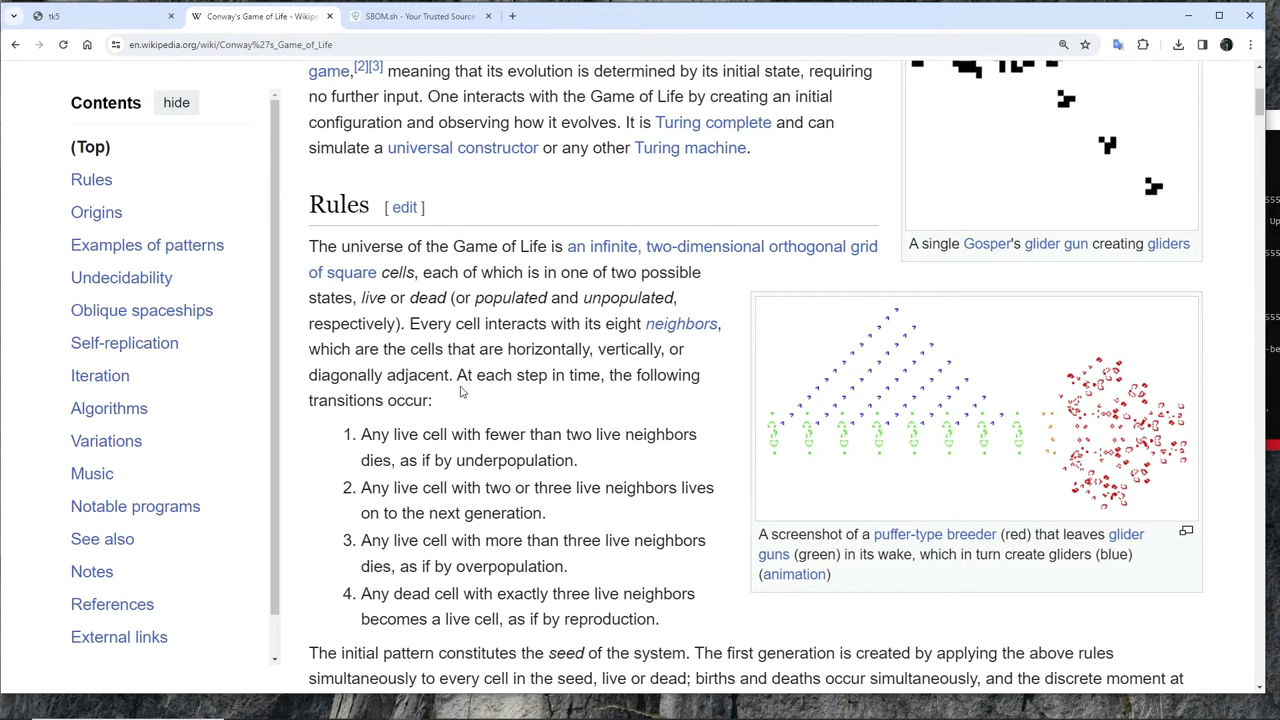 tk5
Conway's Game of Life - Wikipe
SBOM.sh - Your Trusted Source
en.wikipedia.org/wiki/Conway%27s_Game_of_Life
Contents hide
(Top)
Rules
Origins
Examples of patterns
Undecidability
Oblique spaceships
Self-replication
Iteration
Algorithms
Variations
Music
Notable programs
See also
Notes
References
External links
game,[2][3] meaning that its evolution is determined by its initial state, requiring
no further input. One interacts with the Game of Life by creating an initial
configuration and observing how it evolves. It is Turing complete and can
simulate a universal constructor or any other Turing machine.
Rules [ edit ]
The universe of the Game of Life is an infinite, two-dimensional orthogonal grid
of square cells, each of which is in one of two possible
states, live or dead (or populated and unpopulated,
respectively). Every cell interacts with its eight neighbors,
which are the cells that are horizontally, vertically, or
diagonally adjacent. At each step in time, the following
transitions occur:
1. Any live cell with fewer than two live neighbors
dies, as if by underpopulation.
2. Any live cell with two or three live neighbors lives
on to the next generation.
3. Any live cell with more than three live neighbors
dies, as if by overpopulation.
4. Any dead cell with exactly three live neighbors
becomes a live cell, as if by reproduction.
The initial pattern constitutes the seed of the system. The first generation is created by applying the above rules
simultaneously to every cell in the seed, live or dead; births and deaths occur simultaneously, and the discrete moment at
A single Gosper's glider gun creating gliders
A screenshot of a puffer-type breeder (red) that leaves glider
guns (green) in its wake, which in turn create gliders (blue)
(animation)